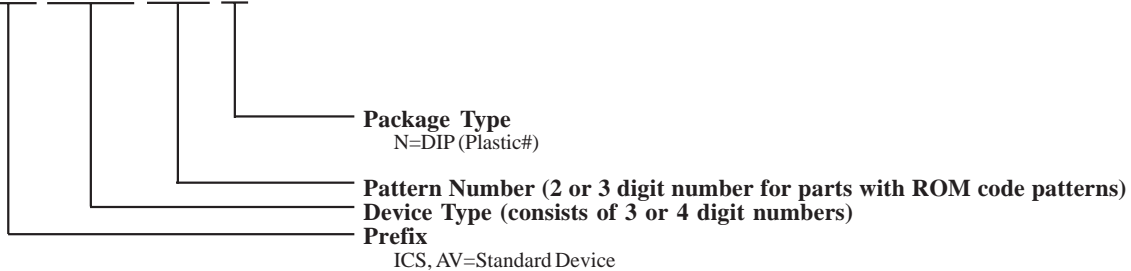 Package Type
N=DIP (Plastic#)
Pattern Number (2 or 3 digit number for parts with ROM code patterns)
Device Type (consists of 3 or 4 digit numbers)
Prefix
ICS, AV=Standard Device